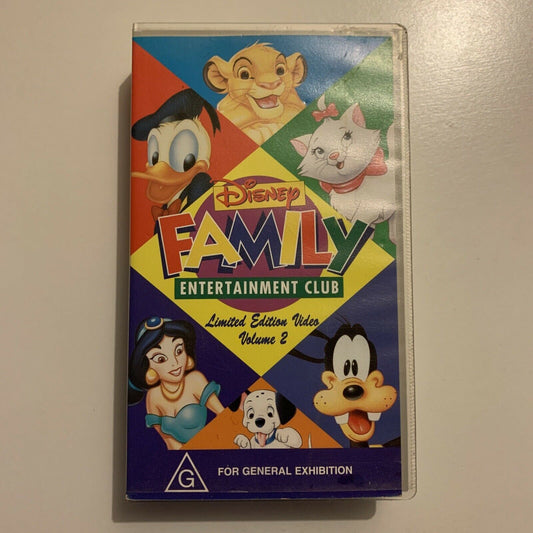 Disney
FAMILY
ENTERTAINMENT CLUB
Limited Edition Video
Volume 2
G
FOR GENERAL EXHIBITION